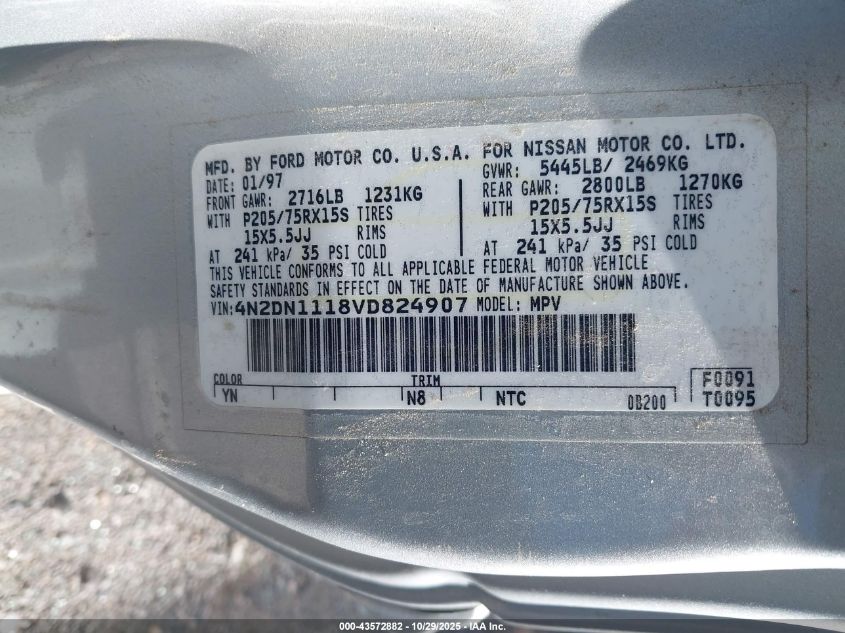 MFD. BY FORD MOTOR CO. U.S.A. FOR NISSAN MOTOR CO. LTD.
DATE: 01/97 GVWR: 5445LB/ 2469KG
FRONT GAWR: 2716LB 1231KG REAR GAWR: 2800LB 1270KG
WITH P205/75RX15S TIRES WITH P205/75RX15S TIRES
15X5.5JJ RIMS 15X5.5JJ RIMS
AT 241 kPa/ 35 PSI COLD AT 241 kPa/ 35 PSI COLD
THIS VEHICLE CONFORMS TO ALL APPLICABLE FEDERAL MOTOR VEHICLE
SAFETY STANDARDS IN EFFECT ON THE DATE OF MANUFACTURE SHOWN ABOVE.
VIN:4N2DN1118VD824907 MODEL: MPV
COLOR TRIM F0091
YN N8 NTC 0B200 T0095
000-43572882 - 10/29/2025 - IAA Inc.